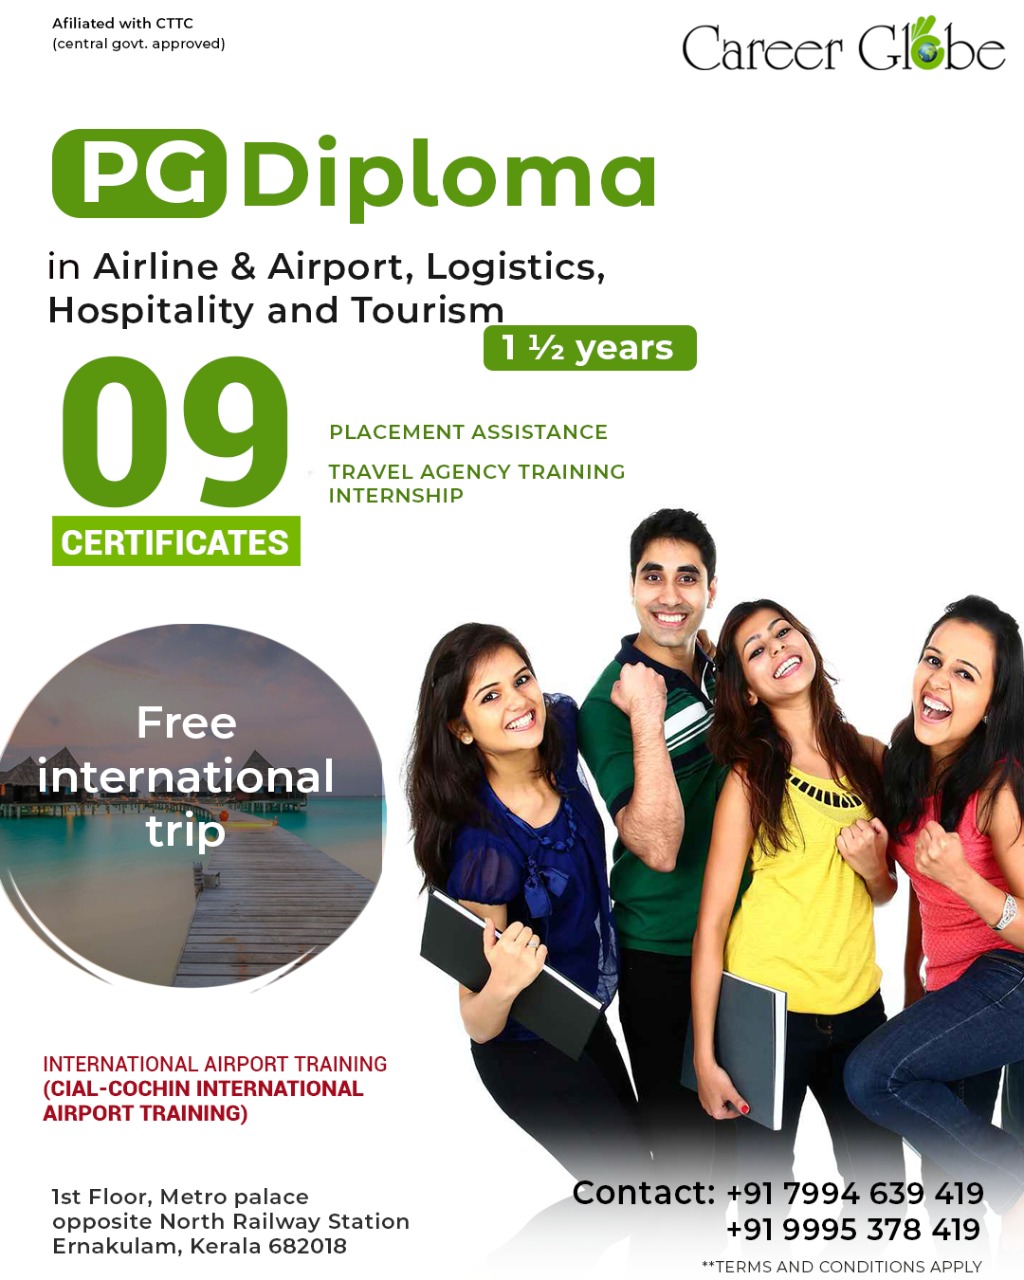 Afiliated with CTTC
(central govt. approved)
Career Globe
PG Diploma
in Airline & Airport, Logistics,
Hospitality and Tourism
1 ½ years
09
CERTIFICATES
PLACEMENT ASSISTANCE
TRAVEL AGENCY TRAINING
INTERNSHIP
Free
international
trip
INTERNATIONAL AIRPORT TRAINING
(CIAL-COCHIN INTERNATIONAL
AIRPORT TRAINING)
1st Floor, Metro palace
opposite North Railway Station
Ernakulam, Kerala 682018
Contact: +91 7994 639 419
+91 9995 378 419
**TERMS AND CONDITIONS APPLY